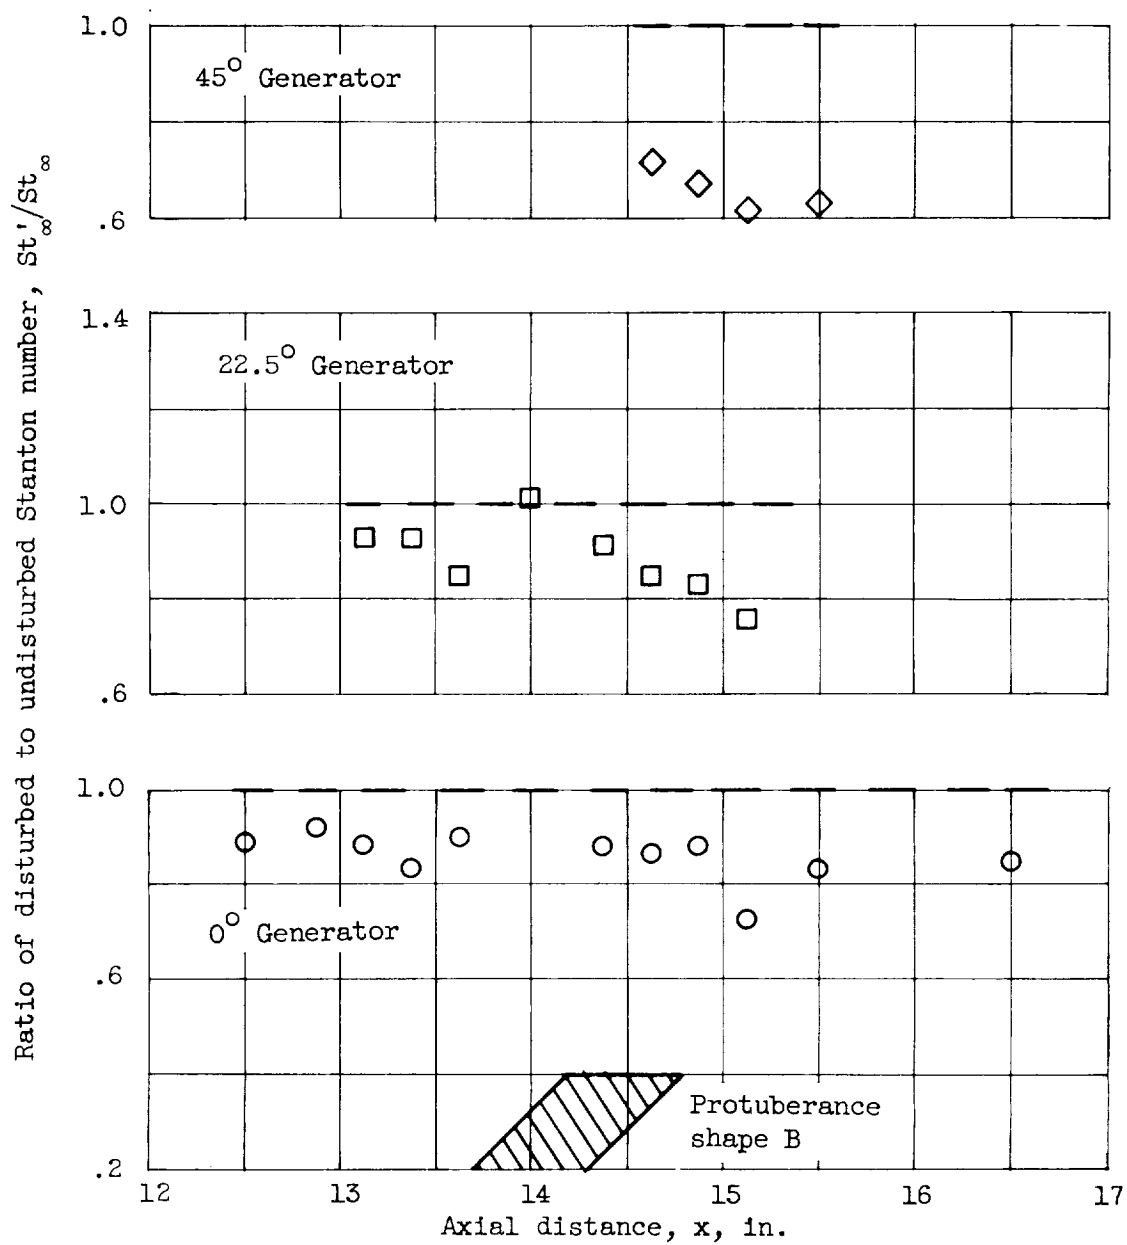 Ratio of disturbed to undisturbed Stanton number, St'∞/St∞
1.0
45° Generator
.6
1.4
22.5° Generator
1.0
.6
1.0
0° Generator
.6
Protuberance
shape B
.2
12 13 14 15 16 17
Axial distance, x, in.